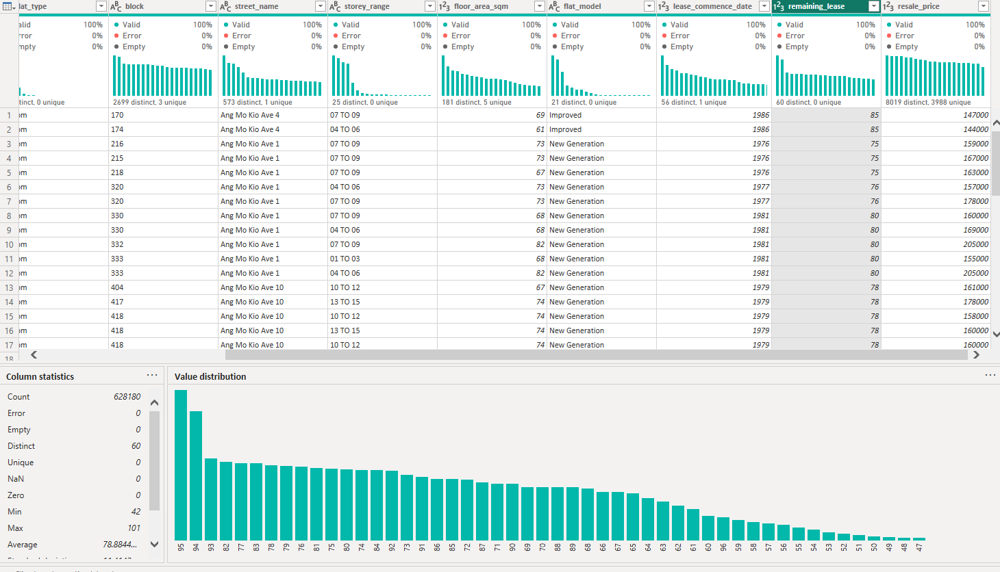 lat_type ABC block ABC street_name ABC storey_range 123 floor_area_sqm ABC flat_model 123 lease_commence_date 123 remaining_lease 123 resale_price
alid 100% Valid 100% Valid 100% Valid 100% Valid 100% Valid 100% Valid 100% Valid 100% Valid 100%
rror 0% Error 0% Error 0% Error 0% Error 0% Error 0% Error 0% Error 0% Error 0%
mpty 0% Empty 0% Empty 0% Empty 0% Empty 0% Empty 0% Empty 0% Empty 0% Empty 0%
tinct, 0 unique 2699 distinct, 3 unique 573 distinct, 1 unique 25 distinct, 0 unique 181 distinct, 5 unique 21 distinct, 0 unique 56 distinct, 1 unique 60 distinct, 0 unique 8019 distinct, 3988 unique
1 om 170 Ang Mo Kio Ave 4 07 TO 09 69 Improved 1986 85 147000
2 om 174 Ang Mo Kio Ave 4 04 TO 06 61 Improved 1986 85 144000
3 om 216 Ang Mo Kio Ave 1 07 TO 09 73 New Generation 1976 75 159000
4 om 215 Ang Mo Kio Ave 1 07 TO 09 73 New Generation 1976 75 167000
5 om 218 Ang Mo Kio Ave 1 07 TO 09 67 New Generation 1976 75 163000
6 om 320 Ang Mo Kio Ave 1 04 TO 06 73 New Generation 1977 76 157000
7 om 320 Ang Mo Kio Ave 1 07 TO 09 73 New Generation 1977 76 178000
8 om 330 Ang Mo Kio Ave 1 07 TO 09 68 New Generation 1981 80 160000
9 om 330 Ang Mo Kio Ave 1 04 TO 06 68 New Generation 1981 80 169000
10 om 332 Ang Mo Kio Ave 1 07 TO 09 82 New Generation 1981 80 205000
11 om 333 Ang Mo Kio Ave 1 01 TO 03 68 New Generation 1981 80 155000
12 om 333 Ang Mo Kio Ave 1 04 TO 06 82 New Generation 1981 80 205000
13 om 404 Ang Mo Kio Ave 10 10 TO 12 67 New Generation 1979 78 161000
14 om 417 Ang Mo Kio Ave 10 13 TO 15 74 New Generation 1979 78 178000
15 om 418 Ang Mo Kio Ave 10 10 TO 12 74 New Generation 1979 78 158000
16 om 418 Ang Mo Kio Ave 10 13 TO 15 74 New Generation 1979 78 160000
17 om 418 Ang Mo Kio Ave 10 10 TO 12 74 New Generation 1979 78 160000
18
Column statistics ...
Count 628180
Error 0
Empty 0
Distinct 60
Unique 0
NaN 0
Zero 0
Min 42
Max 101
Average 78.8844...
Value distribution ...
95 94 93 82 77 83 78 79 76 81 75 80 74 84 92 73 91 86 85 72 87 71 90 69 70 88 89 68 66 67 65 64 63 62 61 60 96 59 58 57 56 55 54 53 52 51 50 49 48 47